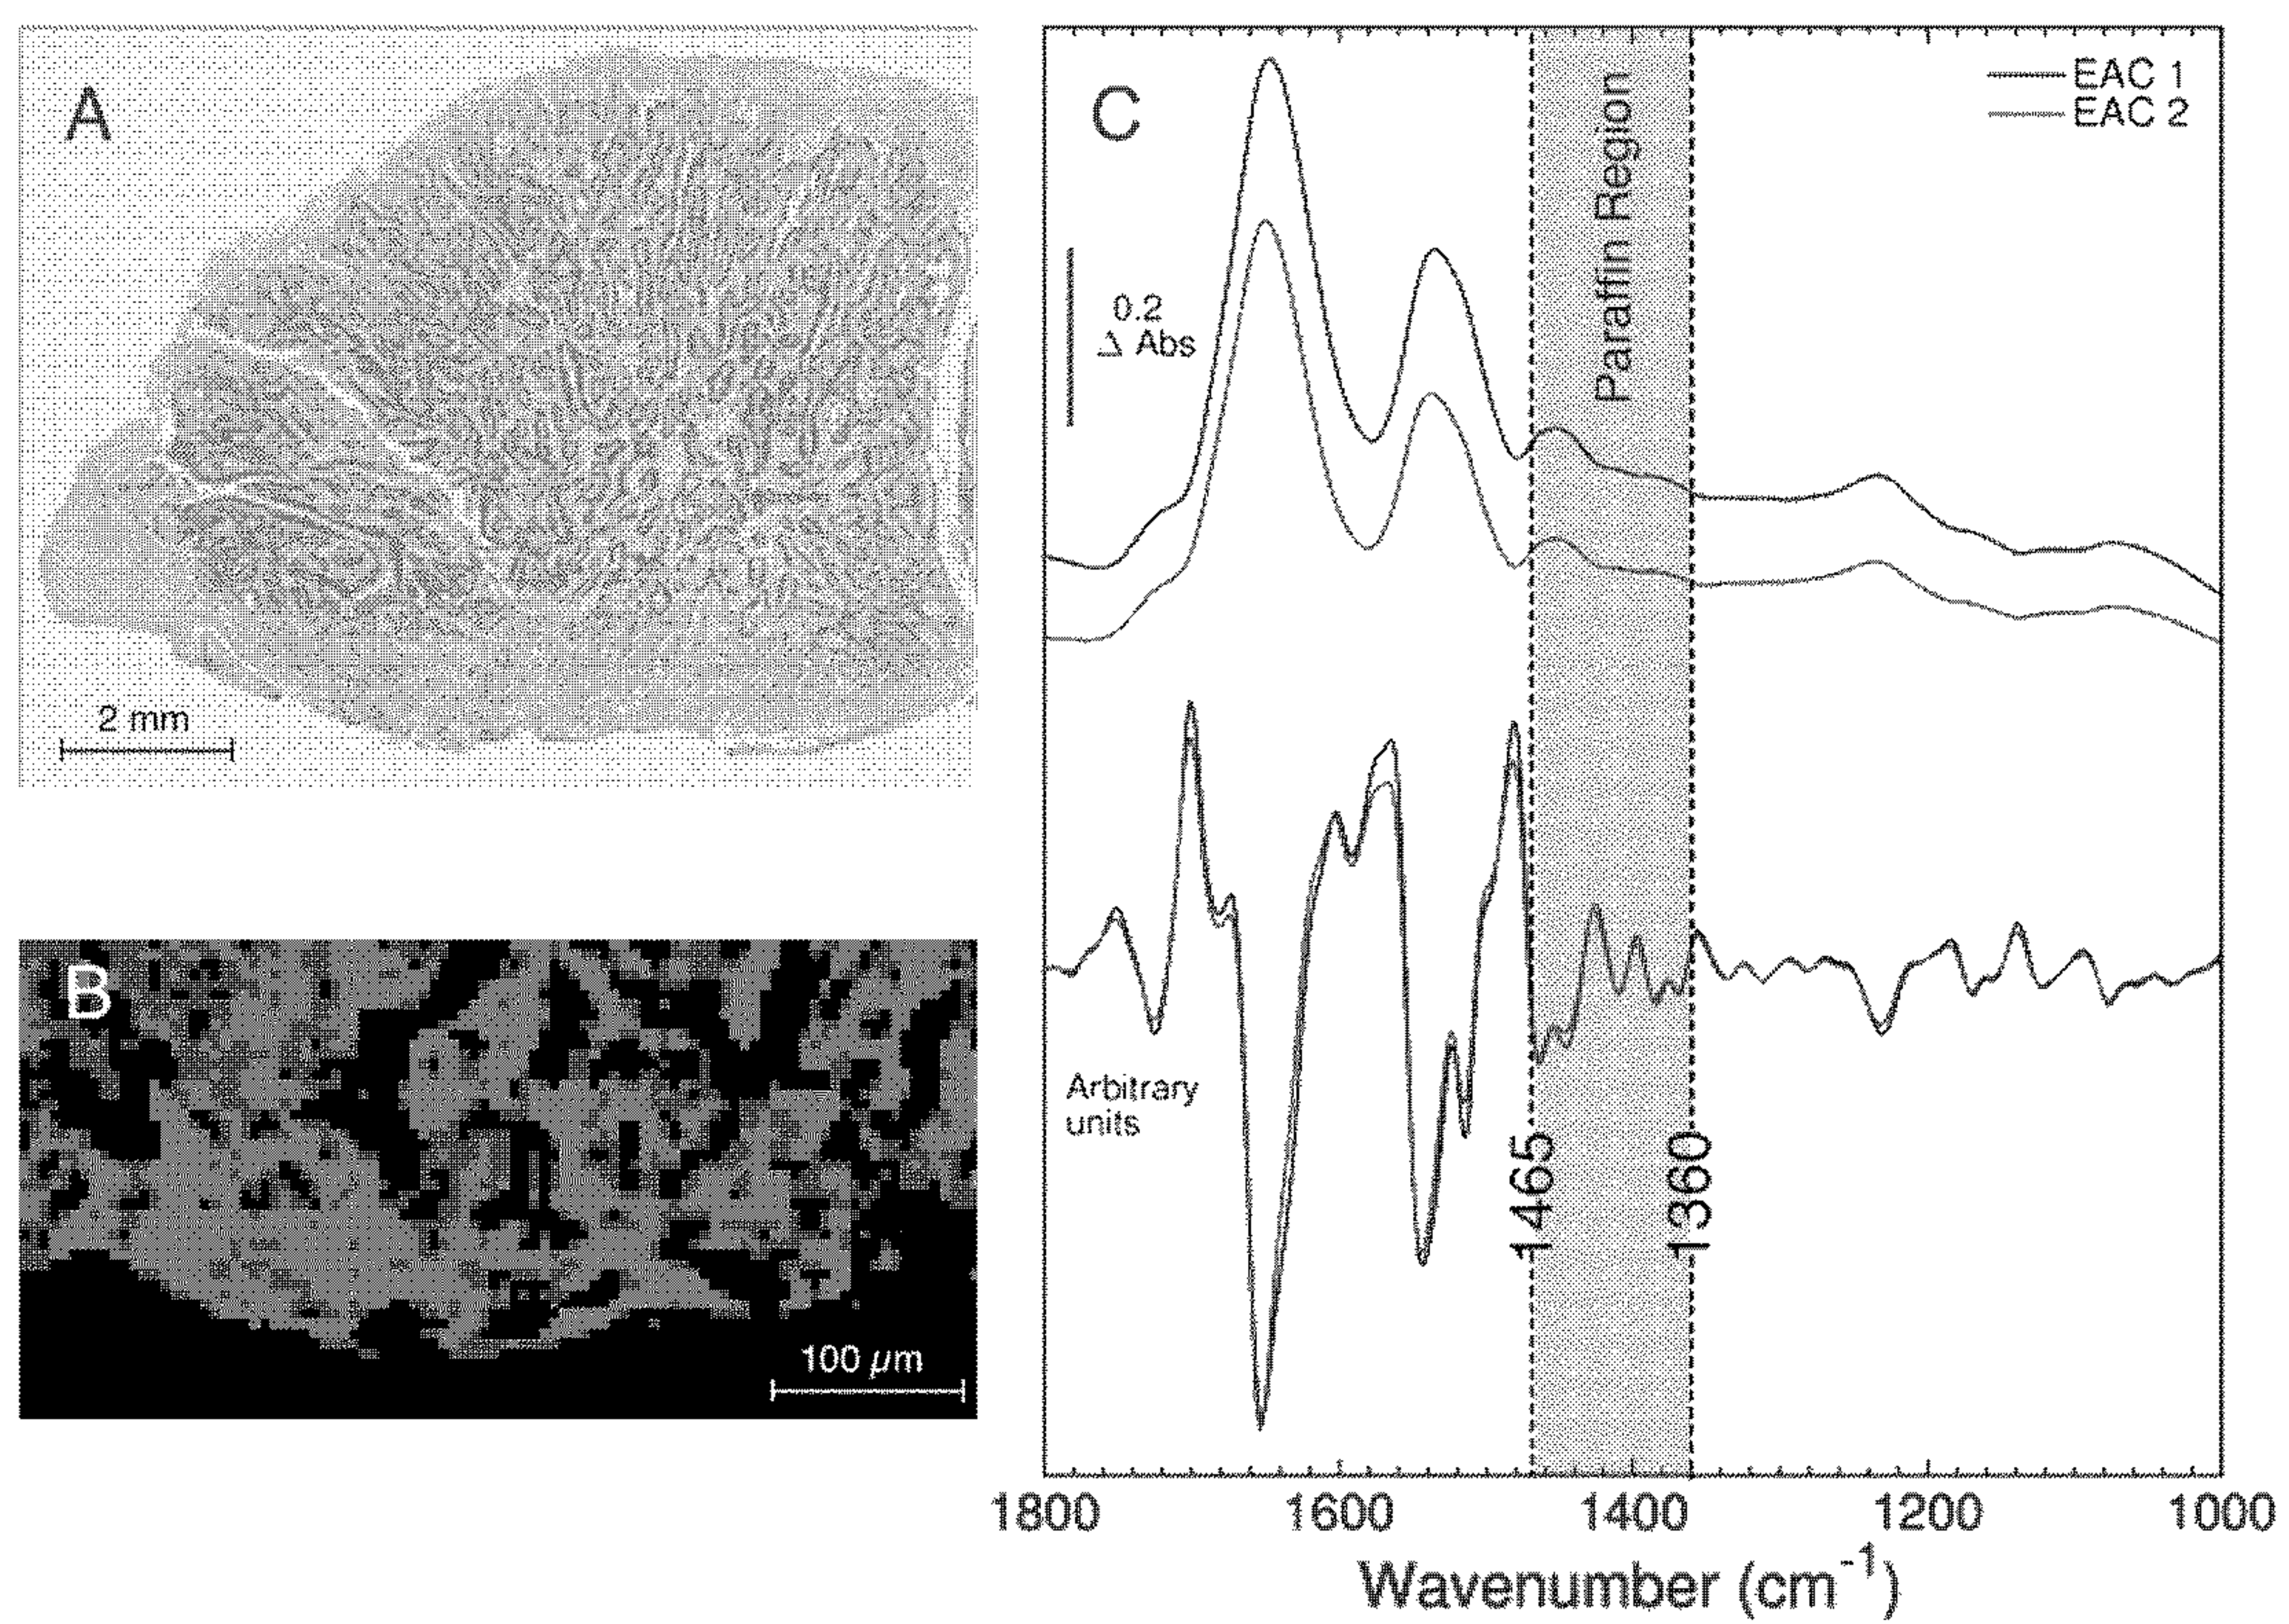 A
2 mm
B
100 µm
C
EAC 1
EAC 2
Paraffin Region
0.2
Δ Abs
Arbitrary
units
1465
1360
1800
1600
1400
1200
1000
Wavenumber (cm⁻¹)